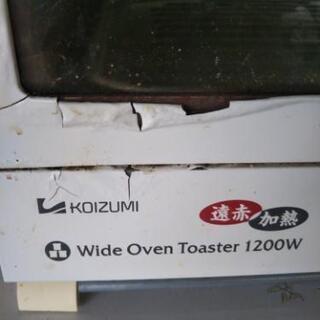 KOIZUMI
遠赤 加熱
Wide Oven Toaster 1200W